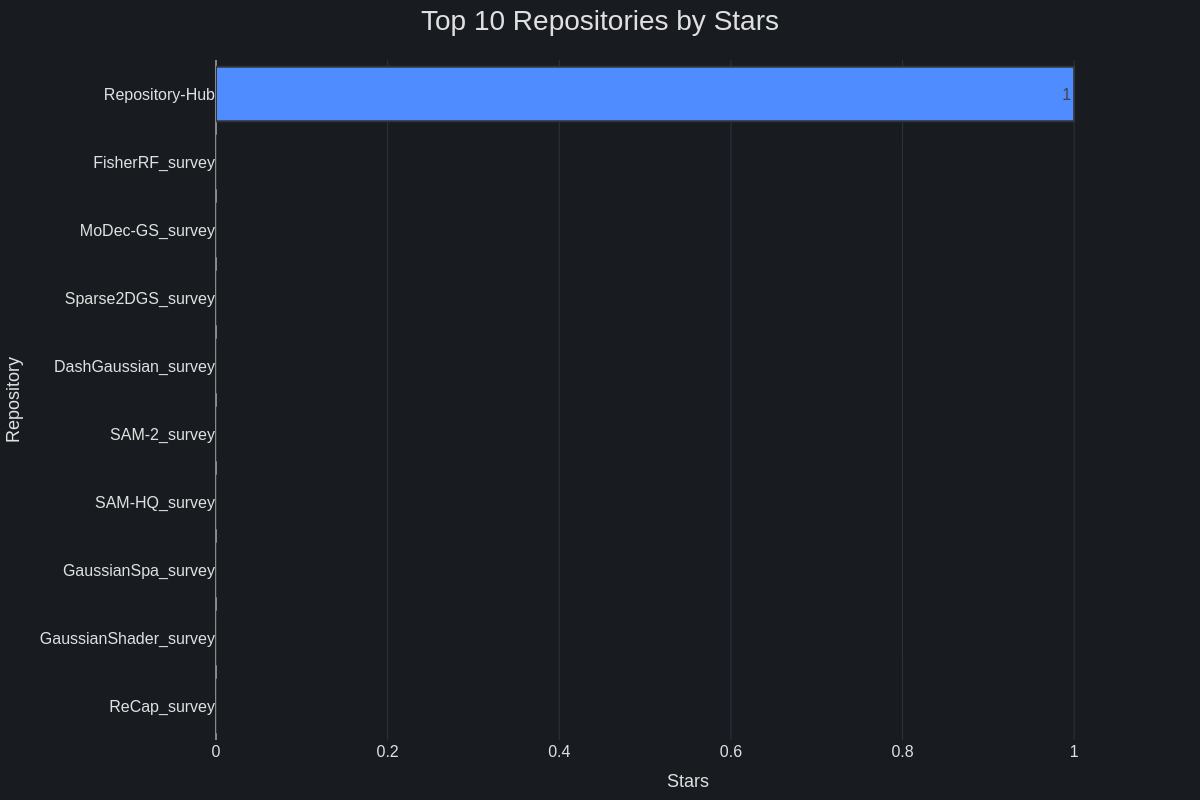 Top 10 Repositories by Stars
Repository-Hub
1
FisherRF_survey
MoDec-GS_survey
Sparse2DGS_survey
DashGaussian_survey
SAM-2_survey
SAM-HQ_survey
GaussianSpa_survey
GaussianShader_survey
ReCap_survey
Repository
0 0.2 0.4 0.6 0.8 1
Stars